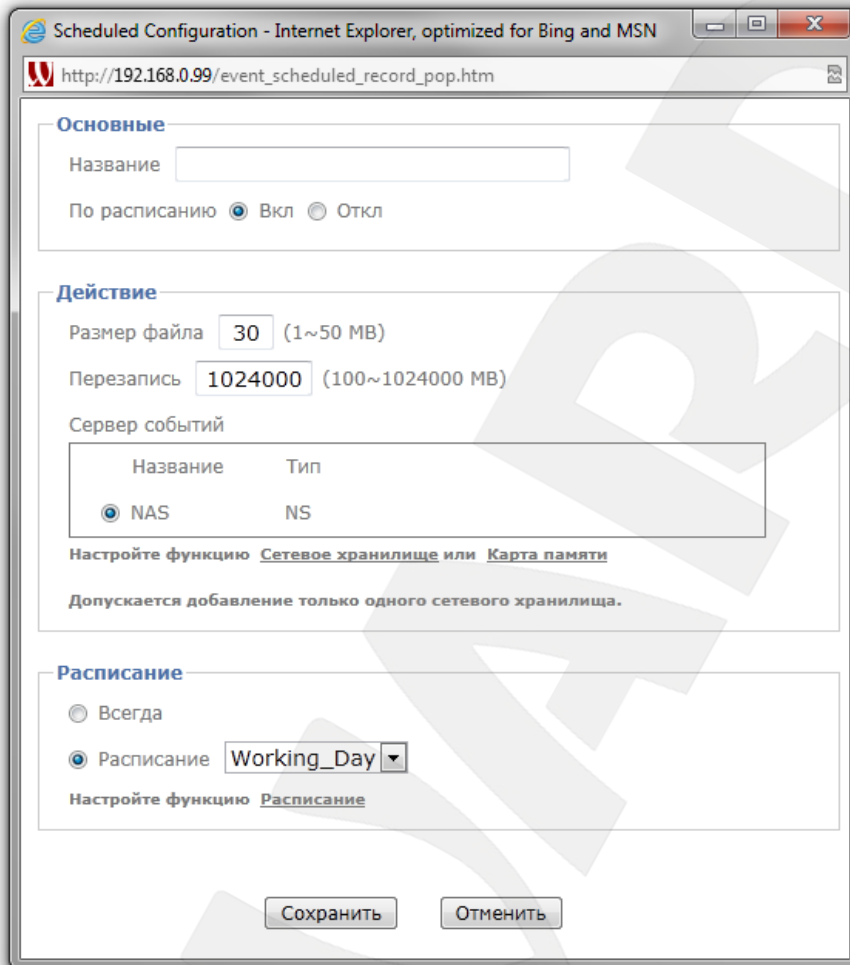 Scheduled Configuration - Internet Explorer, optimized for Bing and MSN
http://192.168.0.99/event_scheduled_record_pop.htm
Основные
Название
По расписанию Вкл Откл
Действие
Размер файла 30 (1~50 MB)
Перезапись 1024000 (100~1024000 MB)
Сервер событий
Название Тип
NAS NS
Настройте функцию Сетевое хранилище или Карта памяти
Допускается добавление только одного сетевого хранилища.
Расписание
Всегда
Расписание Working_Day
Настройте функцию Расписание
Сохранить Отменить